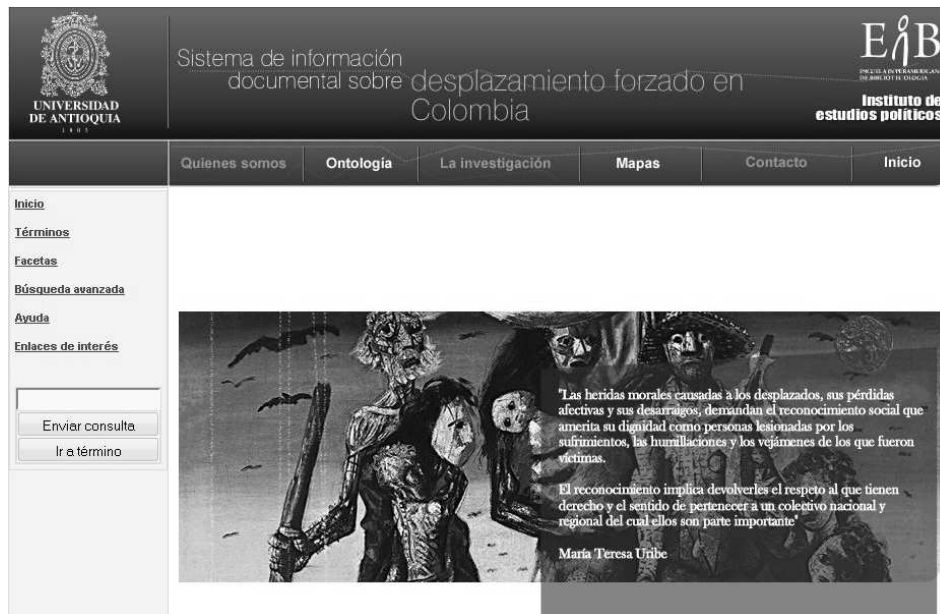 UNIVERSIDAD
DE ANTIOQUIA
1803
Sistema de información
documental sobre desplazamiento forzado en
Colombia
EIB
ESCUELA INTERAMERICANA
DE BIBLIOTECOLOGIA
Instituto de
estudios políticos
Quienes somos Ontología La investigación Mapas Contacto Inicio
Inicio
Términos
Facetas
Búsqueda avanzada
Ayuda
Enlaces de interés
Enviar consulta
Ir a término
"Las heridas morales causadas a los desplazados, sus pérdidas
afectivas y sus desarraigos, demandan el reconocimiento social que
amerita su dignidad como personas lesionadas por los
sufrimientos, las humillaciones y los vejámenes de los que fueron
víctimas.
El reconocimiento implica devolverles el respeto al que tienen
derecho y el sentido de pertenecer a un colectivo nacional y
regional del cual ellos son parte importante"
María Teresa Uribe